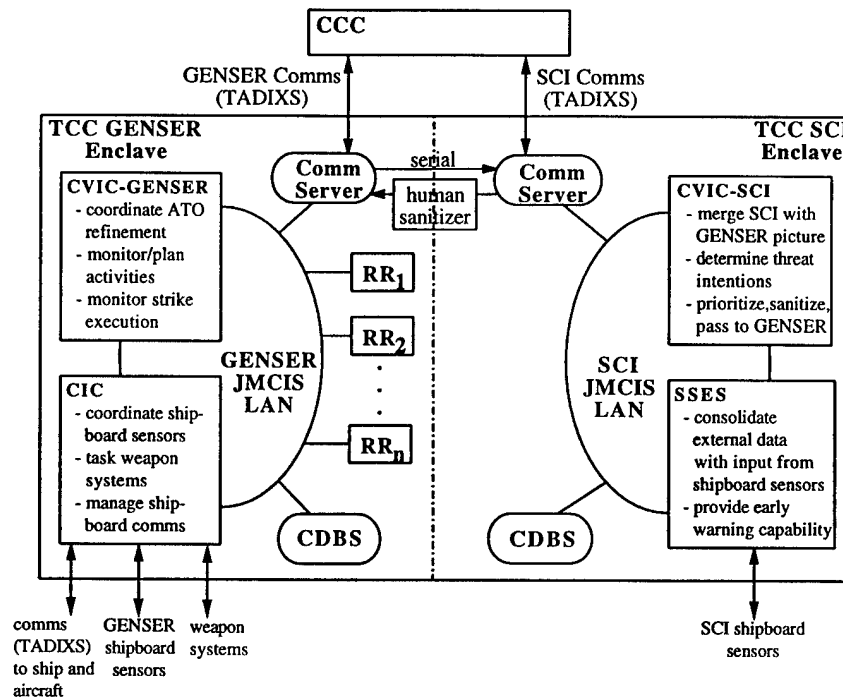 CCC
GENSER Comms
(TADIXS)
SCI Comms
(TADIXS)
TCC GENSER
Enclave
TCC SCI
Enclave
Comm
Server
serial
human
sanitizer
Comm
Server
CVIC-GENSER
- coordinate ATO
refinement
- monitor/plan
activities
- monitor strike
execution
CVIC-SCI
- merge SCI with
GENSER picture
- determine threat
intentions
- prioritize,sanitize,
pass to GENSER
RR1
RR2
RRn
GENSER
JMCIS
LAN
SCI
JMCIS
LAN
CIC
- coordinate ship-
board sensors
- task weapon
systems
- manage ship-
board comms
SSES
- consolidate
external data
with input from
shipboard sensors
- provide early
warning capability
CDBS
CDBS
comms
(TADIXS)
to ship and
aircraft
GENSER
shipboard
sensors
weapon
systems
SCI shipboard
sensors